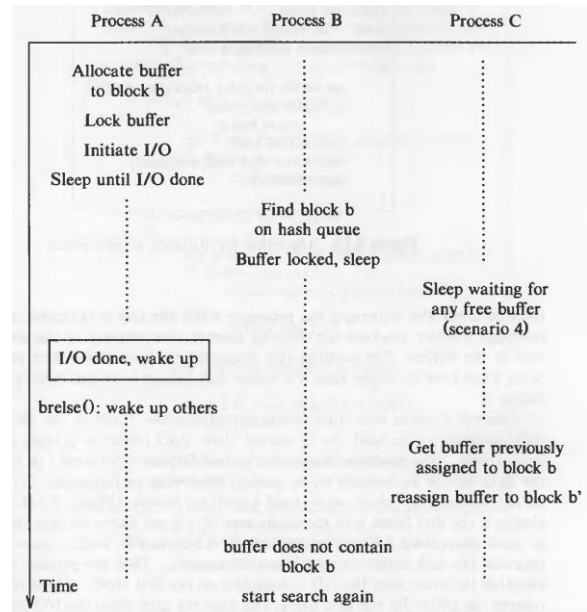 Process A Process B Process C
Allocate buffer
to block b
Lock buffer
Initiate I/O
Sleep until I/O done
Find block b
on hash queue
Buffer locked, sleep
Sleep waiting for
any free buffer
(scenario 4)
I/O done, wake up
brelse(): wake up others
Get buffer previously
assigned to block b
reassign buffer to block b'
buffer does not contain
block b
start search again
Time